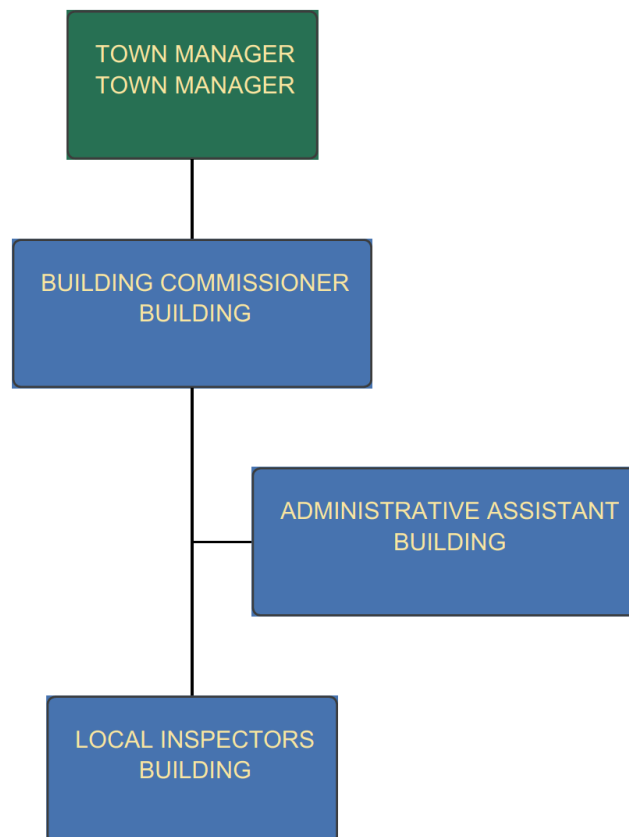 TOWN MANAGER
TOWN MANAGER
BUILDING COMMISSIONER
BUILDING
ADMINISTRATIVE ASSISTANT
BUILDING
LOCAL INSPECTORS
BUILDING